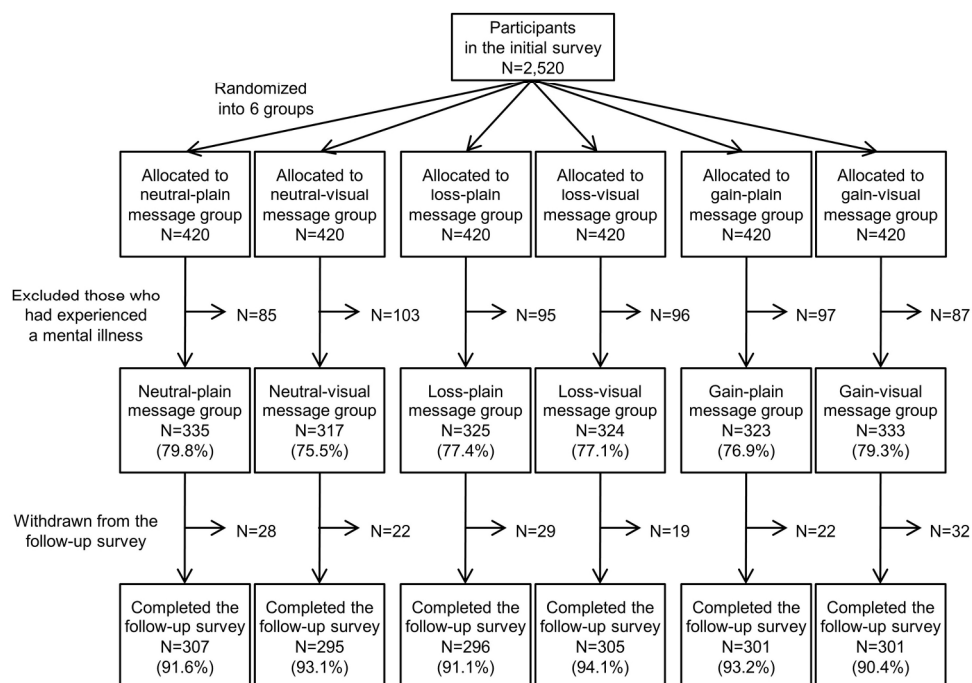 Participants
in the initial survey
N=2,520
Randomized
into 6 groups
Allocated to
neutral-plain
message group
N=420
Allocated to
neutral-visual
message group
N=420
Allocated to
loss-plain
message group
N=420
Allocated to
loss-visual
message group
N=420
Allocated to
gain-plain
message group
N=420
Allocated to
gain-visual
message group
N=420
Excluded those who
had experienced
a mental illness
N=85
N=103
N=95
N=96
N=97
N=87
Neutral-plain
message group
N=335
(79.8%)
Neutral-visual
message group
N=317
(75.5%)
Loss-plain
message group
N=325
(77.4%)
Loss-visual
message group
N=324
(77.1%)
Gain-plain
message group
N=323
(76.9%)
Gain-visual
message group
N=333
(79.3%)
Withdrawn from the
follow-up survey
N=28
N=22
N=29
N=19
N=22
N=32
Completed the
follow-up survey
N=307
(91.6%)
Completed the
follow-up survey
N=295
(93.1%)
Completed the
follow-up survey
N=296
(91.1%)
Completed the
follow-up survey
N=305
(94.1%)
Completed the
follow-up survey
N=301
(93.2%)
Completed the
follow-up survey
N=301
(90.4%)